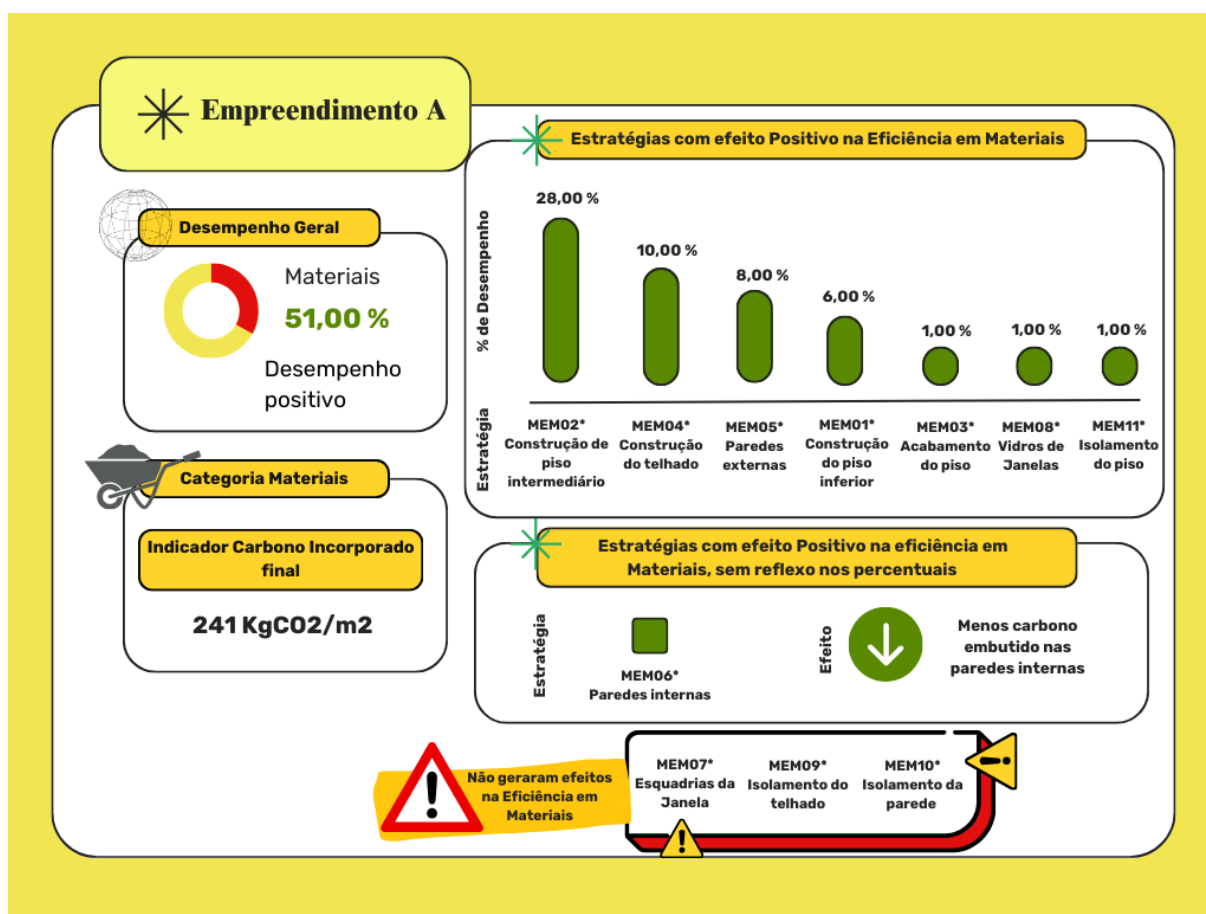 Empreendimento A
Desempenho Geral
Materiais
51,00 %
Desempenho
positivo
Categoria Materiais
Indicador Carbono Incorporado
final
241 KgCO2/m2
Estratégias com efeito Positivo na Eficiência em Materiais
% de Desempenho
28,00 %
10,00 %
8,00 %
6,00 %
1,00 %
1,00 %
1,00 %
Estratégia
MEM02*
Construção de
piso
intermediário
MEM04*
Construção
do telhado
MEM05*
Paredes
externas
MEM01*
Construção
do piso
inferior
MEM03*
Acabamento
do piso
MEM08*
Vidros de
Janelas
MEM11*
Isolamento
do piso
Estratégias com efeito Positivo na eficiência em
Materiais, sem reflexo nos percentuais
Estratégia
MEM06*
Paredes internas
Efeito
Menos carbono
embutido nas
paredes internas
Não geraram efeitos
na Eficiência em
Materiais
MEM07*
Esquadrias da
Janela
MEM09*
Isolamento do
telhado
MEM10*
Isolamento da
parede